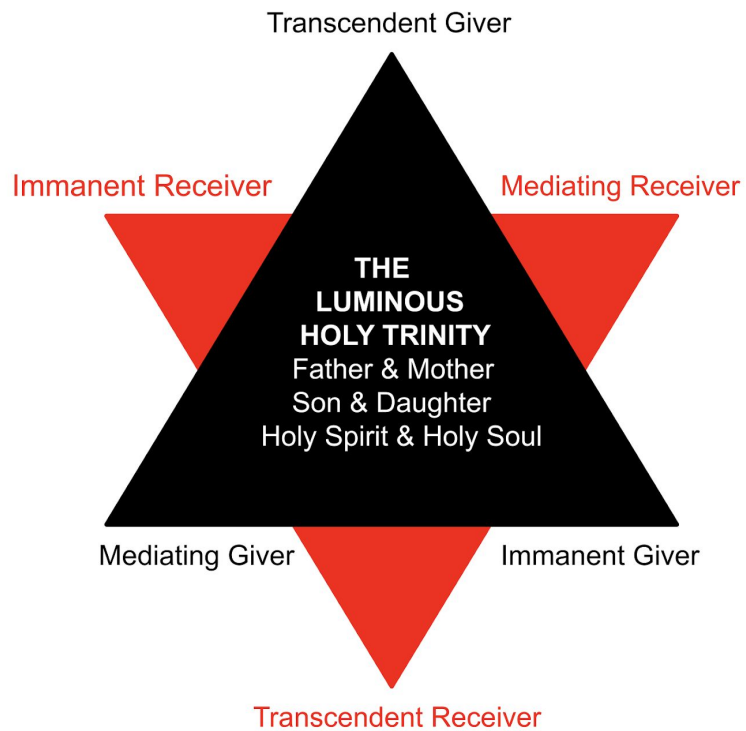 Transcendent Giver
Immanent Receiver
Mediating Receiver
THE
LUMINOUS
HOLY TRINITY
Father & Mother
Son & Daughter
Holy Spirit & Holy Soul
Mediating Giver
Immanent Giver
Transcendent Receiver